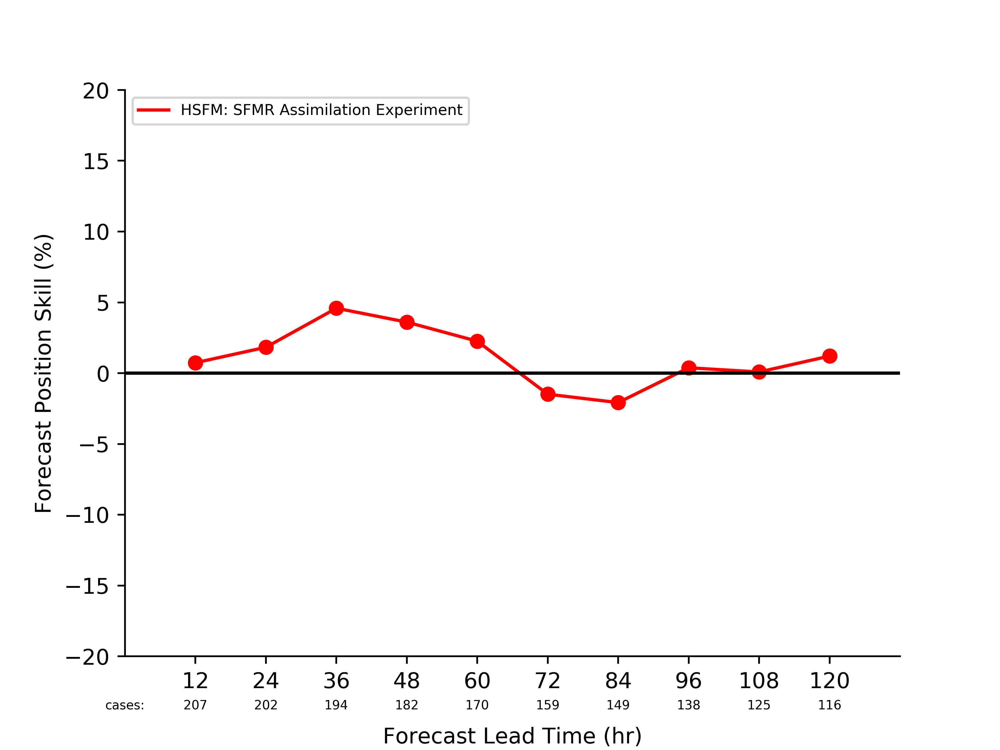 20
HSFM: SFMR Assimilation Experiment
15
10
5
0
−5
−10
−15
−20
Forecast Position Skill (%)
12 24 36 48 60 72 84 96 108 120
cases: 207 202 194 182 170 159 149 138 125 116
Forecast Lead Time (hr)